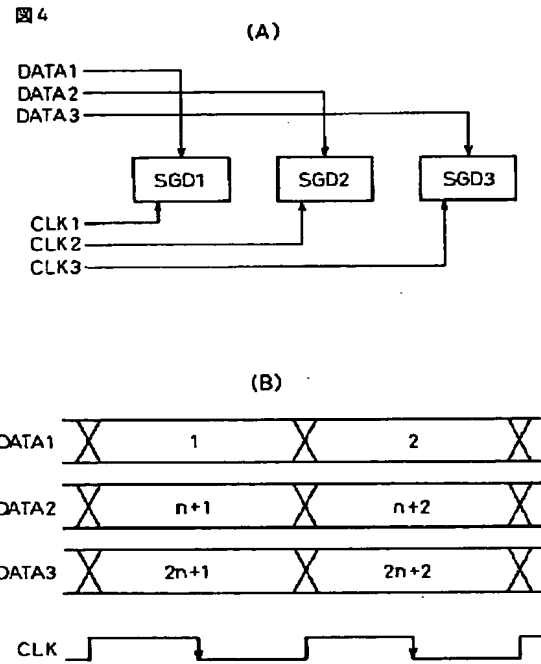 図4
(A)
DATA1
DATA2
DATA3
SGD1 SGD2 SGD3
CLK1
CLK2
CLK3
(B)
DATA1 1 2
DATA2 n+1 n+2
DATA3 2n+1 2n+2
CLK